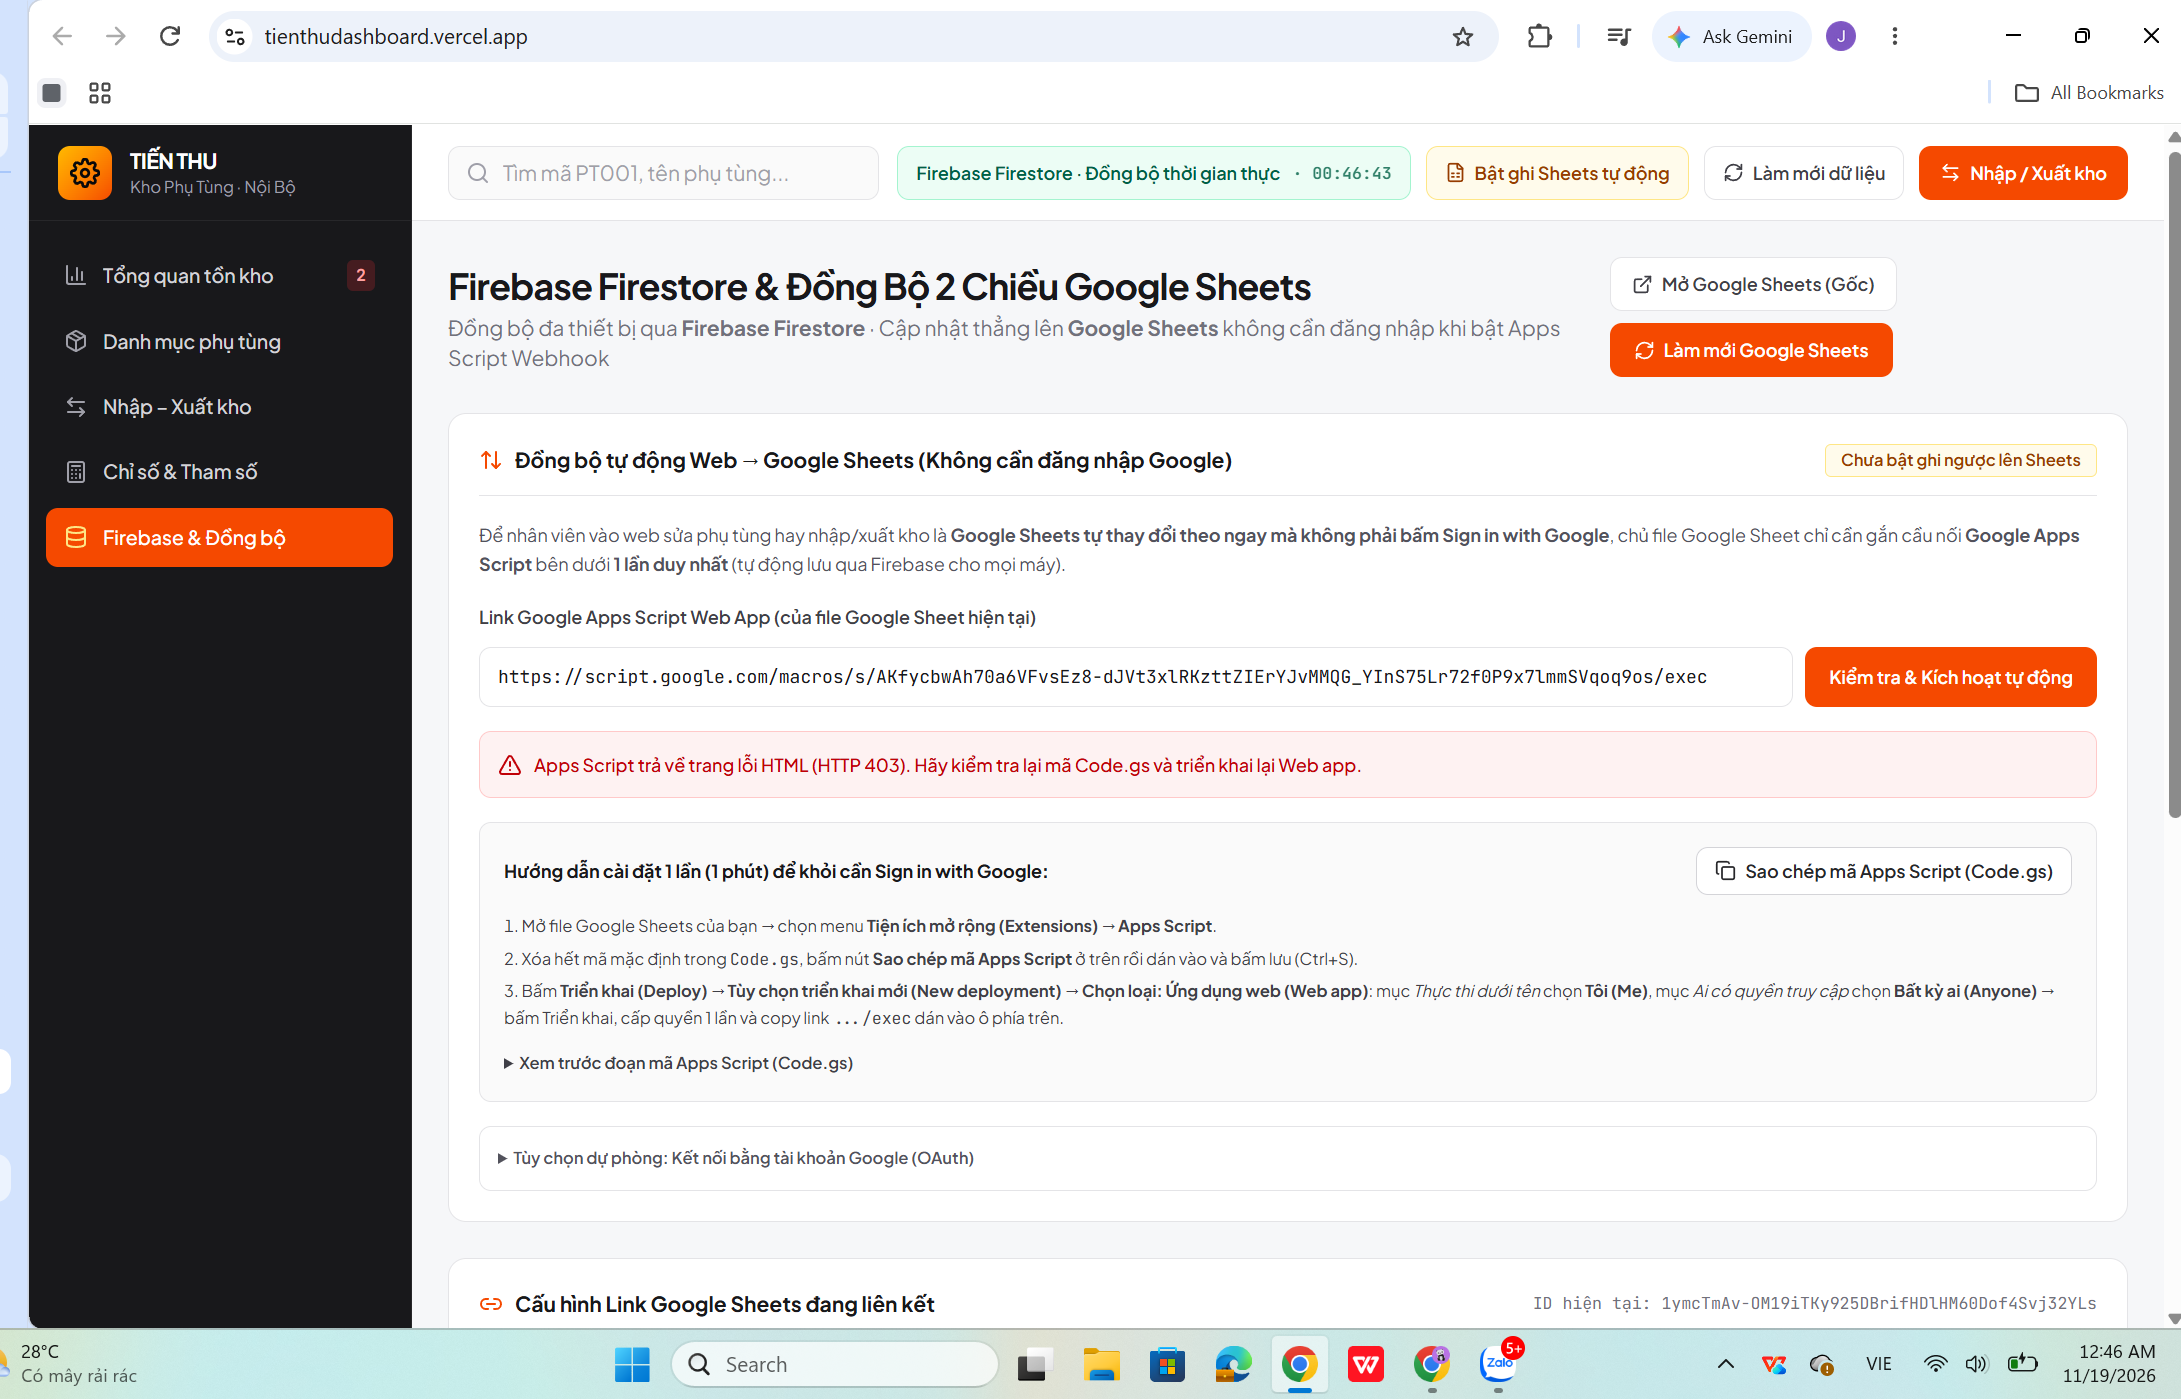 tienthudashboard.vercel.app
Ask Gemini
J
All Bookmarks
TIẾN THU
Kho Phụ Tùng · Nội Bộ
Tổng quan tồn kho
2
Danh mục phụ tùng
Nhập – Xuất kho
Chỉ số & Tham số
Firebase & Đồng bộ
Tìm mã PT001, tên phụ tùng...
Firebase Firestore · Đồng bộ thời gian thực · 00:46:43
Bật ghi Sheets tự động
Làm mới dữ liệu
Nhập / Xuất kho
Firebase Firestore & Đồng Bộ 2 Chiều Google Sheets
Đồng bộ đa thiết bị qua Firebase Firestore · Cập nhật thẳng lên Google Sheets không cần đăng nhập khi bật Apps
Script Webhook
Mở Google Sheets (Gốc)
Làm mới Google Sheets
Đồng bộ tự động Web → Google Sheets (Không cần đăng nhập Google)
Chưa bật ghi ngược lên Sheets
Để nhân viên vào web sửa phụ tùng hay nhập/xuất kho là Google Sheets tự thay đổi theo ngay mà không phải bấm Sign in with Google, chủ file Google Sheet chỉ cần gắn cầu nối Google Apps
Script bên dưới 1 lần duy nhất (tự động lưu qua Firebase cho mọi máy).
Link Google Apps Script Web App (của file Google Sheet hiện tại)
https://script.google.com/macros/s/AKfycbwAh70a6VFvsEz8-dJVt3xlRKzttZIErYJvMMQG_YInS75Lr72f0P9x7lmmSVqoq9os/exec
Kiểm tra & Kích hoạt tự động
Apps Script trả về trang lỗi HTML (HTTP 403). Hãy kiểm tra lại mã Code.gs và triển khai lại Web app.
Hướng dẫn cài đặt 1 lần (1 phút) để khỏi cần Sign in with Google:
Sao chép mã Apps Script (Code.gs)
1. Mở file Google Sheets của bạn → chọn menu Tiện ích mở rộng (Extensions) → Apps Script.
2. Xóa hết mã mặc định trong Code.gs, bấm nút Sao chép mã Apps Script ở trên rồi dán vào và bấm lưu (Ctrl+S).
3. Bấm Triển khai (Deploy) → Tùy chọn triển khai mới (New deployment) → Chọn loại: Ứng dụng web (Web app): mục Thực thi dưới tên chọn Tôi (Me), mục Ai có quyền truy cập chọn Bất kỳ ai (Anyone) →
bấm Triển khai, cấp quyền 1 lần và copy link .../exec dán vào ô phía trên.
▶ Xem trước đoạn mã Apps Script (Code.gs)
▶ Tùy chọn dự phòng: Kết nối bằng tài khoản Google (OAuth)
Cấu hình Link Google Sheets đang liên kết
ID hiện tại: 1ymcTmAv-OM19iTKy925DBrifHDlHM60Dof4Svj32YLs
28°C
Có mây rải rác
Search
Zalo
5+
VIE
12:46 AM
11/19/2026